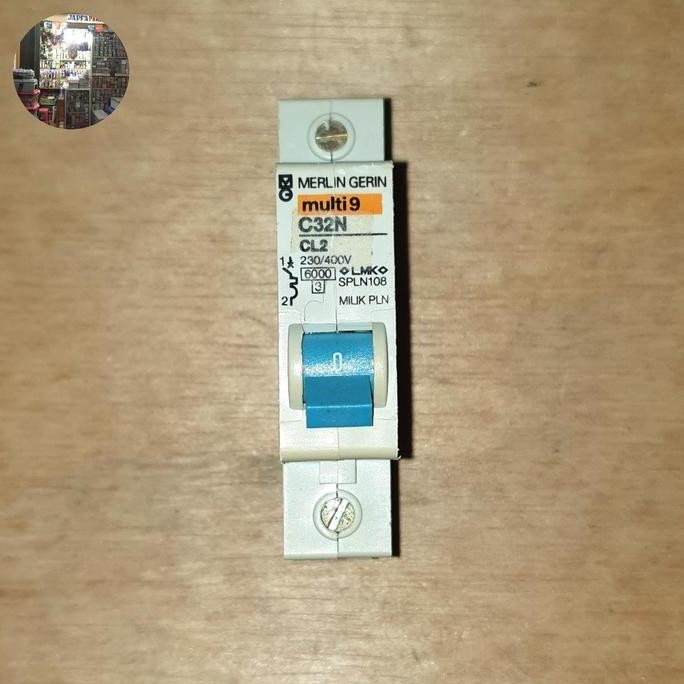 MERLIN GERIN
multi 9
C32N
CL2
230/400V
1
6000 LMK
3 SPLN108
2 MILIK PLN
0